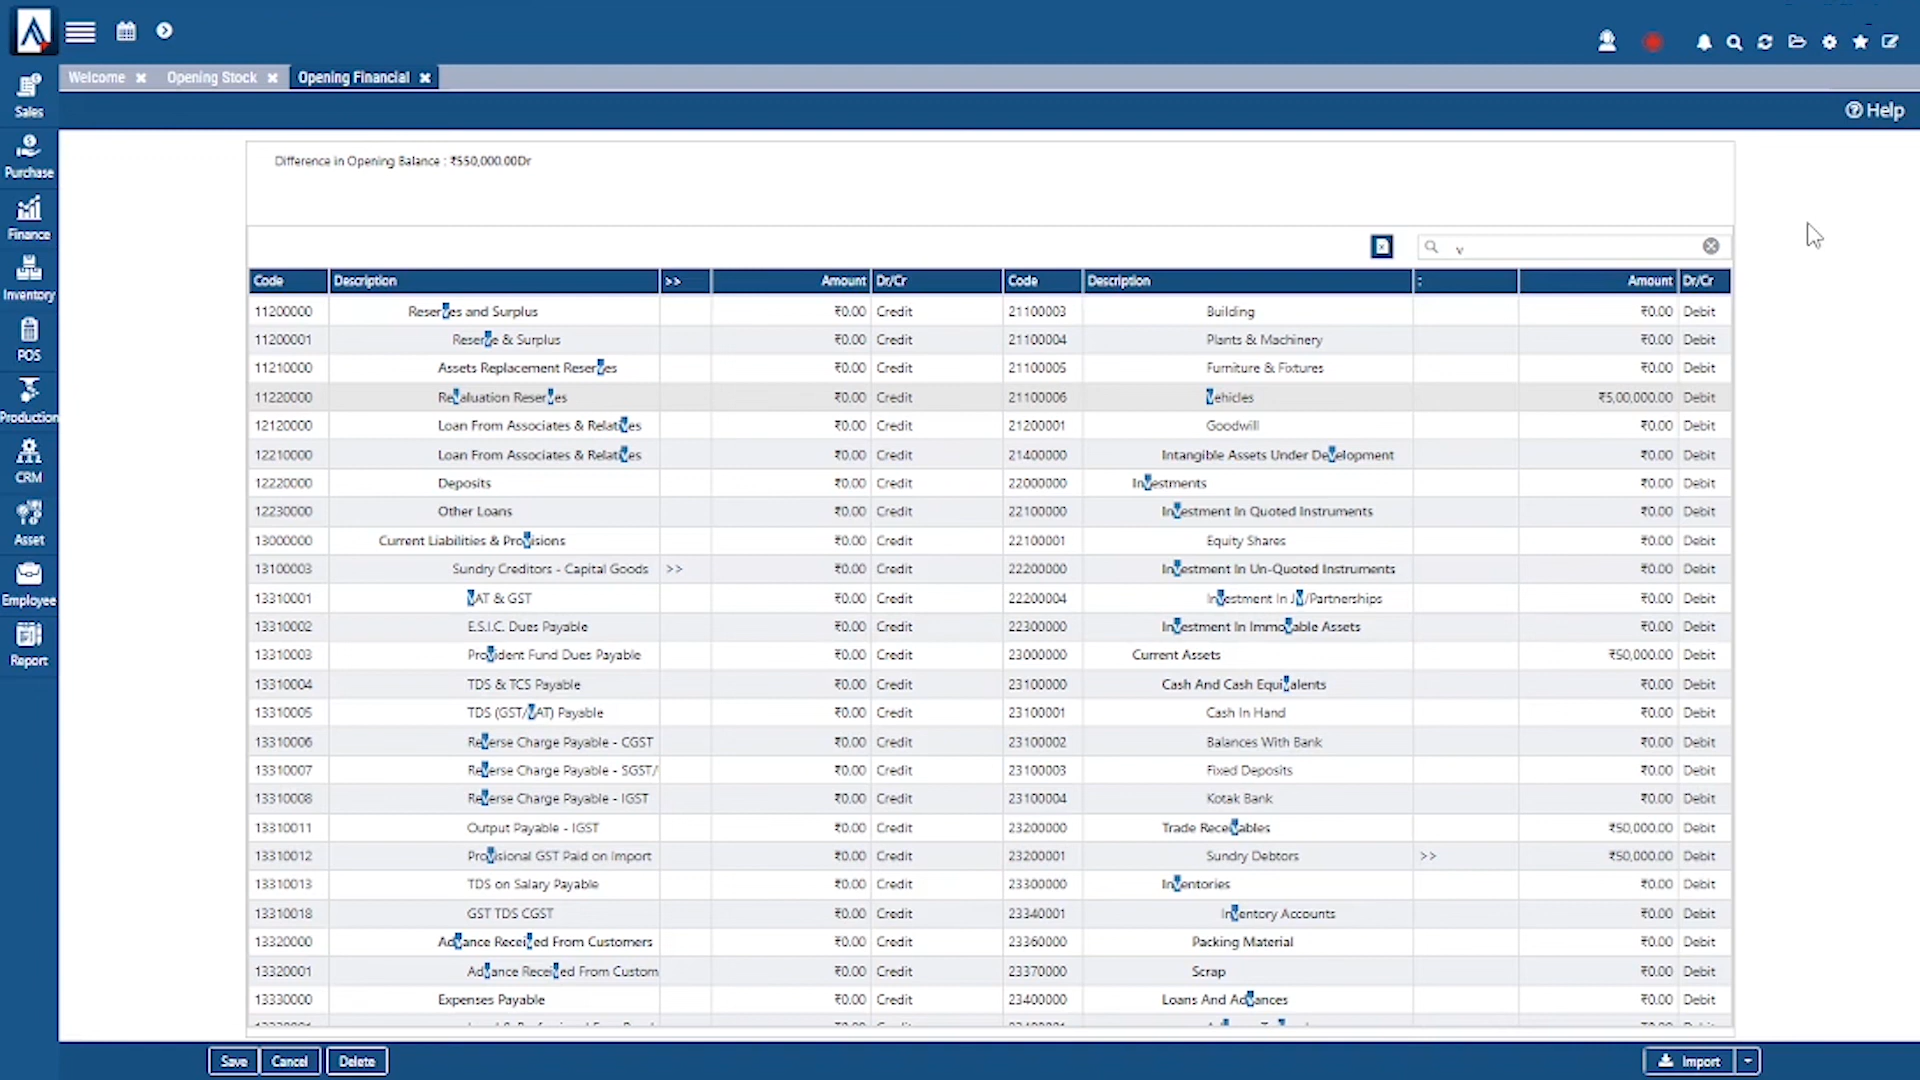 Welcome Opening Stock Opening Financial
Help
Sales
Purchase
Finance
Inventory
POS
Production
CRM
Asset
Employee
Report
Difference in Opening Balance : ₹550,000.00Dr
v
Code Description >> Amount Dr/Cr Code Description : Amount Dr/Cr
11200000 Reserves and Surplus ₹0.00 Credit 21100003 Building ₹0.00 Debit
11200001 Reserve & Surplus ₹0.00 Credit 21100004 Plants & Machinery ₹0.00 Debit
11210000 Assets Replacement Reserves ₹0.00 Credit 21100005 Furniture & Fixtures ₹0.00 Debit
11220000 Revaluation Reserves ₹0.00 Credit 21100006 Vehicles ₹5,00,000.00 Debit
12120000 Loan From Associates & Relatives ₹0.00 Credit 21200001 Goodwill ₹0.00 Debit
12210000 Loan From Associates & Relatives ₹0.00 Credit 21400000 Intangible Assets Under Development ₹0.00 Debit
12220000 Deposits ₹0.00 Credit 22000000 Investments ₹0.00 Debit
12230000 Other Loans ₹0.00 Credit 22100000 Investment In Quoted Instruments ₹0.00 Debit
13000000 Current Liabilities & Provisions ₹0.00 Credit 22100001 Equity Shares ₹0.00 Debit
13100003 Sundry Creditors - Capital Goods >> ₹0.00 Credit 22200000 Investment In Un-Quoted Instruments ₹0.00 Debit
13310001 VAT & GST ₹0.00 Credit 22200004 Investment In JV/Partnerships ₹0.00 Debit
13310002 E.S.I.C. Dues Payable ₹0.00 Credit 22300000 Investment In Immovable Assets ₹0.00 Debit
13310003 Provident Fund Dues Payable ₹0.00 Credit 23000000 Current Assets ₹50,000.00 Debit
13310004 TDS & TCS Payable ₹0.00 Credit 23100000 Cash And Cash Equivalents ₹0.00 Debit
13310005 TDS (GST/VAT) Payable ₹0.00 Credit 23100001 Cash In Hand ₹0.00 Debit
13310006 Reverse Charge Payable - CGST ₹0.00 Credit 23100002 Balances With Bank ₹0.00 Debit
13310007 Reverse Charge Payable - SGST/ ₹0.00 Credit 23100003 Fixed Deposits ₹0.00 Debit
13310008 Reverse Charge Payable - IGST ₹0.00 Credit 23100004 Kotak Bank ₹0.00 Debit
13310011 Output Payable - IGST ₹0.00 Credit 23200000 Trade Receivables ₹50,000.00 Debit
13310012 Provisional GST Paid on Import ₹0.00 Credit 23200001 Sundry Debtors >> ₹50,000.00 Debit
13310013 TDS on Salary Payable ₹0.00 Credit 23300000 Inventories ₹0.00 Debit
13310018 GST TDS CGST ₹0.00 Credit 23340001 Inventory Accounts ₹0.00 Debit
13320000 Advance Received From Customers ₹0.00 Credit 23360000 Packing Material ₹0.00 Debit
13320001 Advance Received From Custom ₹0.00 Credit 23370000 Scrap ₹0.00 Debit
13330000 Expenses Payable ₹0.00 Credit 23400000 Loans And Advances ₹0.00 Debit
Save Cancel Delete Import